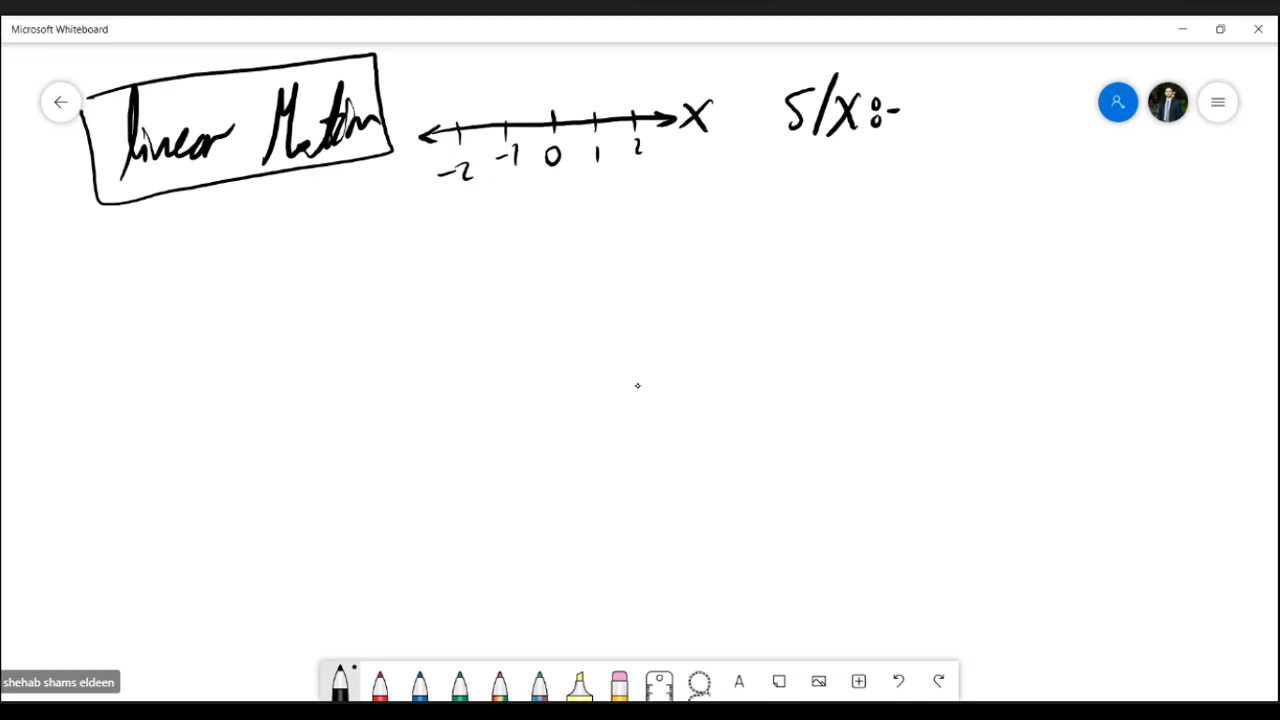 Microsoft Whiteboard
linear Motion
X
-2 -1 0 1 2
S/X:-
shehab shams eldeen
A